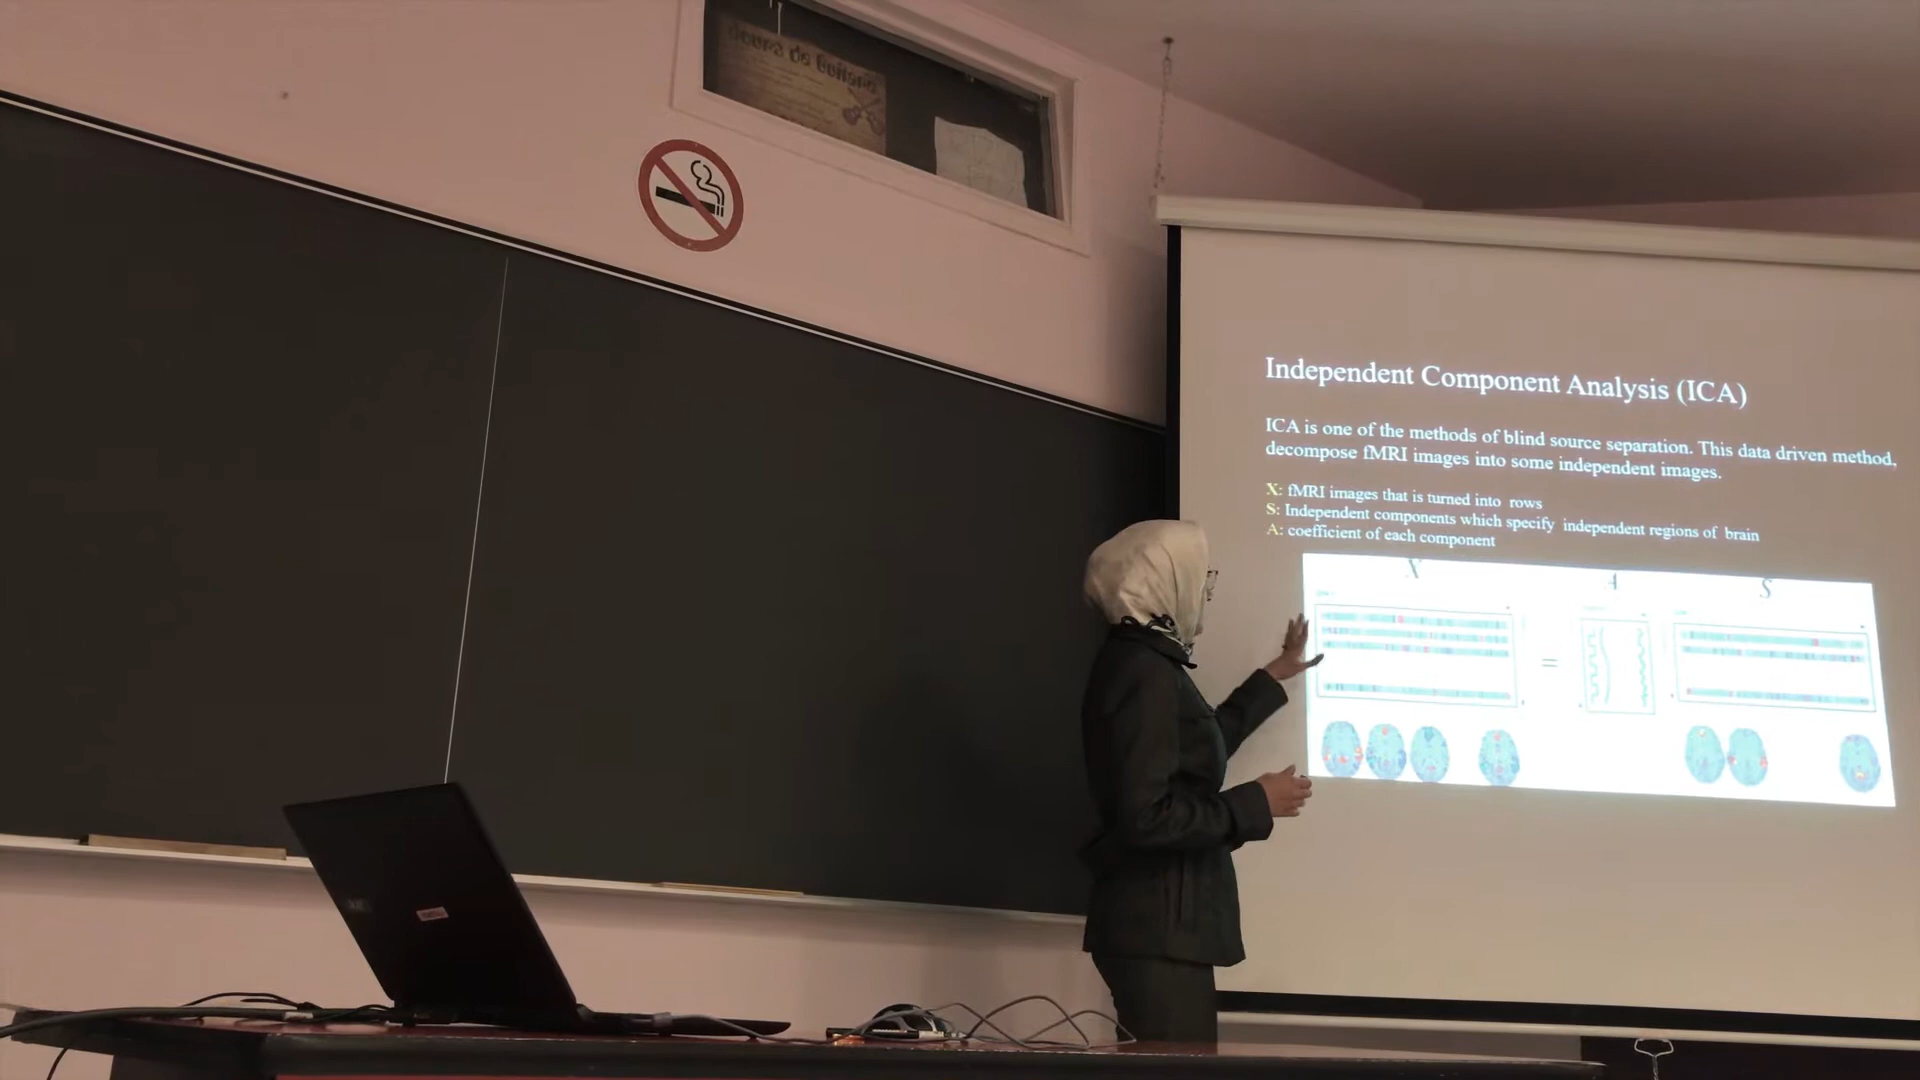 Independent Component Analysis (ICA)
ICA is one of the methods of blind source separation. This data driven method,
decompose fMRI images into some independent images.
X: fMRI images that is turned into rows
S: Independent components which specify independent regions of brain
A: coefficient of each component
X A S
=